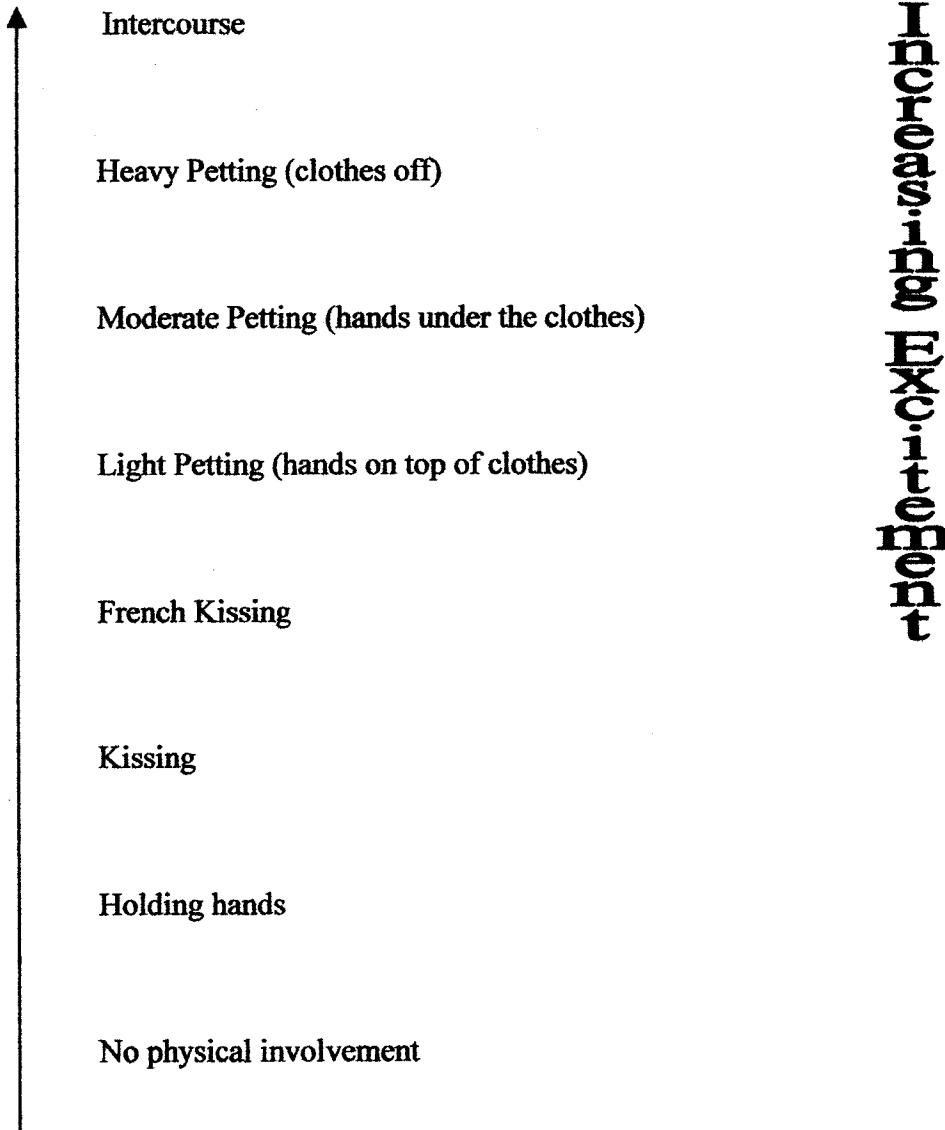 Intercourse
Heavy Petting (clothes off)
Moderate Petting (hands under the clothes)
Light Petting (hands on top of clothes)
French Kissing
Kissing
Holding hands
No physical involvement
Increasing Excitement